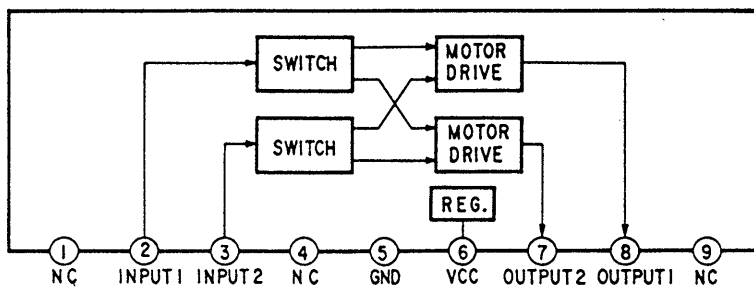 SWITCH
MOTOR
DRIVE
SWITCH
MOTOR
DRIVE
REG.
1 2 3 4 5 6 7 8 9
NC INPUT1 INPUT2 NC GND VCC OUTPUT2 OUTPUT1 NC